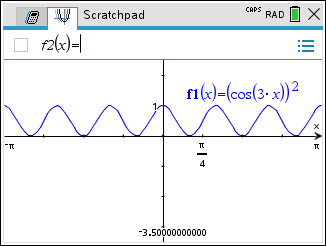 Scratchpad
CAPS
RAD
f2(x)=
f1(x)=(cos(3·x))²
1
x
-π
π
4
π
-3.50000000000